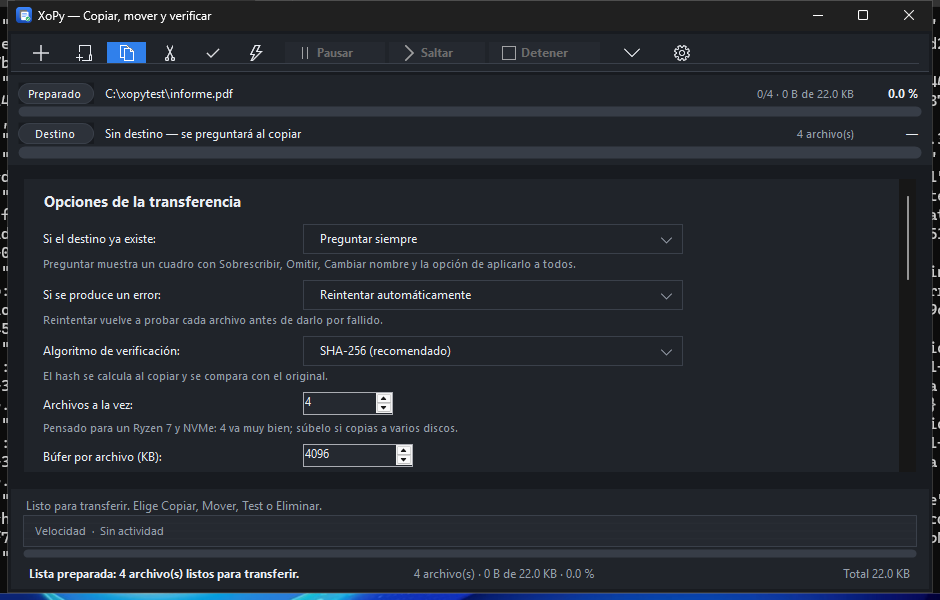 XoPy — Copiar, mover y verificar
Pausar
Saltar
Detener
Preparado
C:\xopytest\informe.pdf
0/4 · 0 B de 22.0 KB
0.0 %
Destino
Sin destino — se preguntará al copiar
4 archivo(s)
—
Opciones de la transferencia
Si el destino ya existe:
Preguntar siempre
Preguntar muestra un cuadro con Sobrescribir, Omitir, Cambiar nombre y la opción de aplicarlo a todos.
Si se produce un error:
Reintentar automáticamente
Reintentar vuelve a probar cada archivo antes de darlo por fallido.
Algoritmo de verificación:
SHA-256 (recomendado)
El hash se calcula al copiar y se compara con el original.
Archivos a la vez:
4
Pensado para un Ryzen 7 y NVMe: 4 va muy bien; súbelo si copias a varios discos.
Búfer por archivo (KB):
4096
Listo para transferir. Elige Copiar, Mover, Test o Eliminar.
Velocidad · Sin actividad
Lista preparada: 4 archivo(s) listos para transferir.
4 archivo(s) · 0 B de 22.0 KB · 0.0 %
Total 22.0 KB